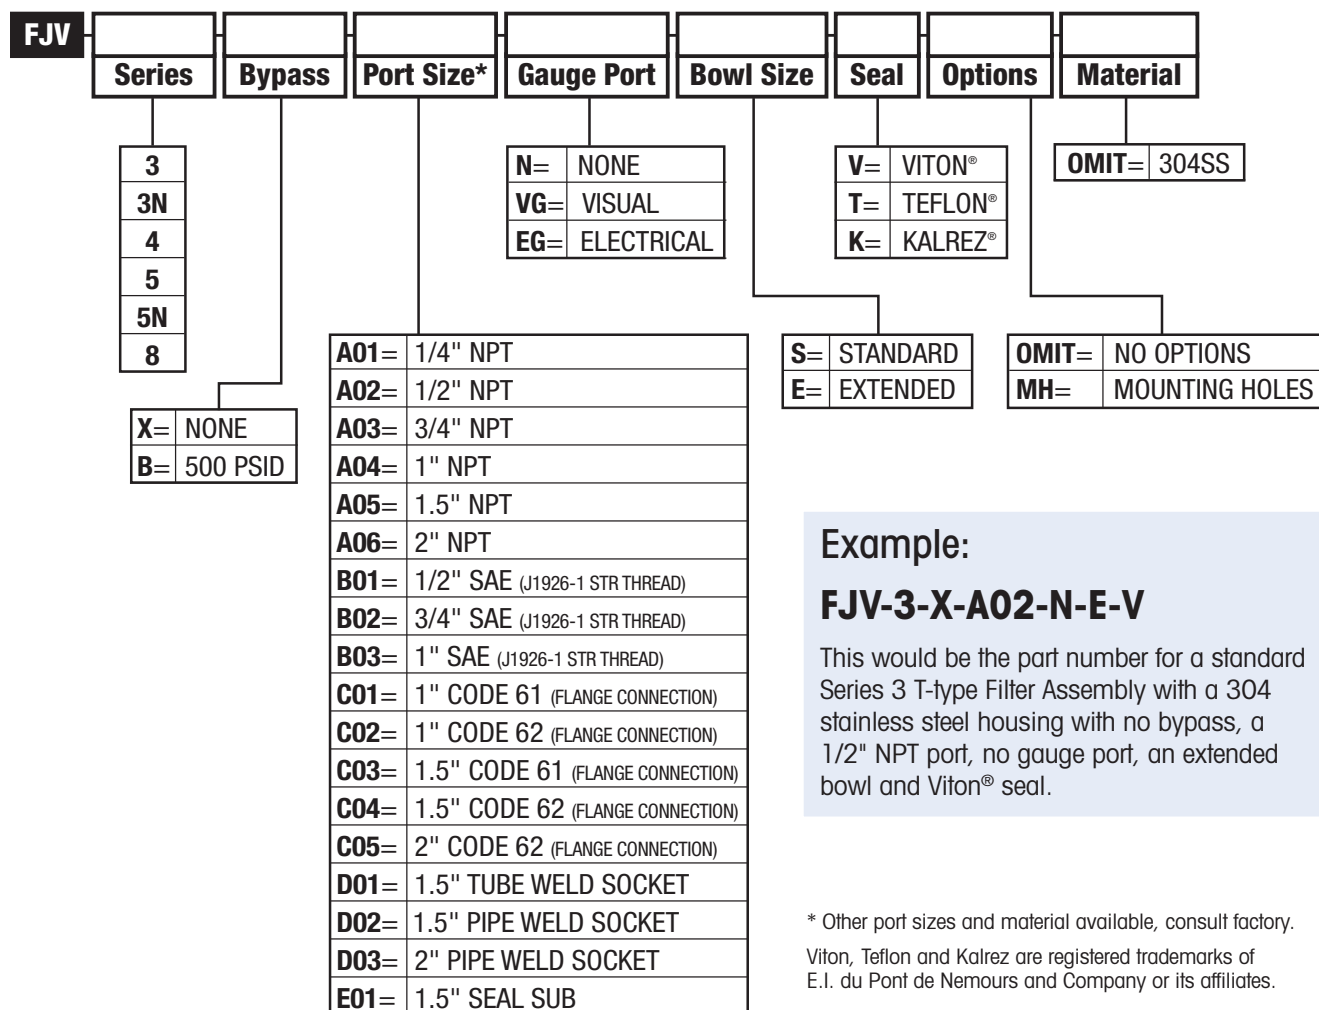 FJV
Series Bypass Port Size* Gauge Port Bowl Size Seal Options Material
3
3N
4
5
5N
8
X= NONE
B= 500 PSID
A01= 1/4" NPT
A02= 1/2" NPT
A03= 3/4" NPT
A04= 1" NPT
A05= 1.5" NPT
A06= 2" NPT
B01= 1/2" SAE (J1926-1 STR THREAD)
B02= 3/4" SAE (J1926-1 STR THREAD)
B03= 1" SAE (J1926-1 STR THREAD)
C01= 1" CODE 61 (FLANGE CONNECTION)
C02= 1" CODE 62 (FLANGE CONNECTION)
C03= 1.5" CODE 61 (FLANGE CONNECTION)
C04= 1.5" CODE 62 (FLANGE CONNECTION)
C05= 2" CODE 62 (FLANGE CONNECTION)
D01= 1.5" TUBE WELD SOCKET
D02= 1.5" PIPE WELD SOCKET
D03= 2" PIPE WELD SOCKET
E01= 1.5" SEAL SUB
N= NONE
VG= VISUAL
EG= ELECTRICAL
S= STANDARD
E= EXTENDED
V= VITON®
T= TEFLON®
K= KALREZ®
OMIT= NO OPTIONS
MH= MOUNTING HOLES
OMIT= 304SS
Example:
FJV-3-X-A02-N-E-V
This would be the part number for a standard
Series 3 T-type Filter Assembly with a 304
stainless steel housing with no bypass, a
1/2" NPT port, no gauge port, an extended
bowl and Viton® seal.
* Other port sizes and material available, consult factory.
Viton, Teflon and Kalrez are registered trademarks of
E.I. du Pont de Nemours and Company or its affiliates.